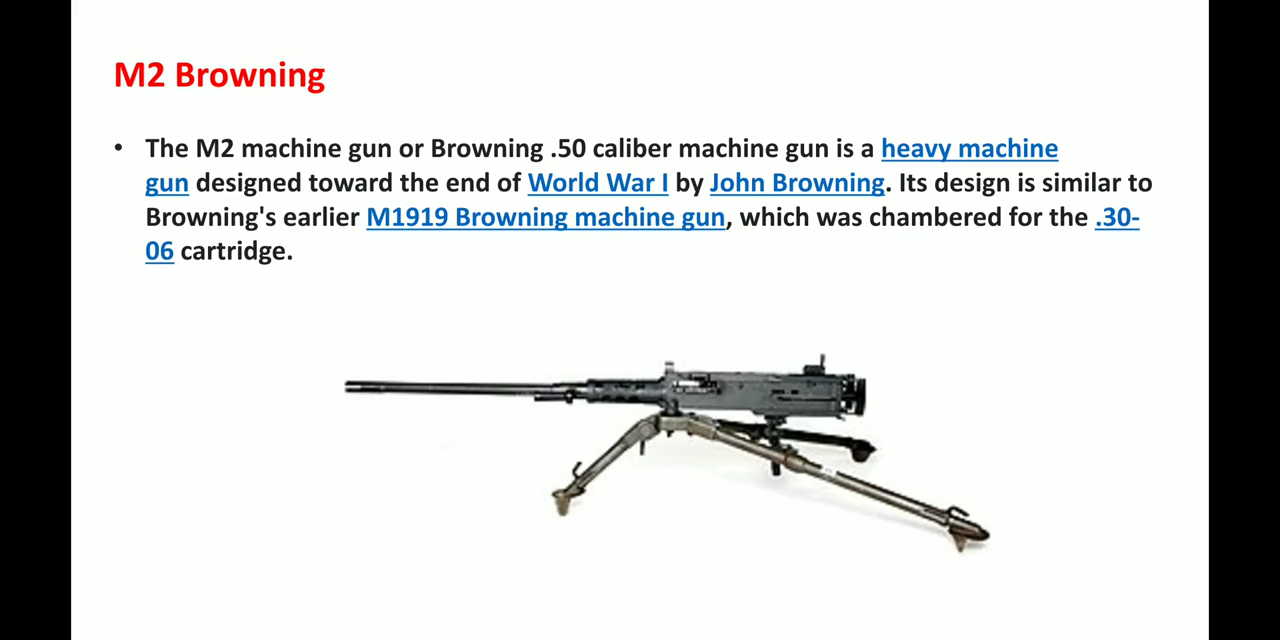 M2 Browning
• The M2 machine gun or Browning .50 caliber machine gun is a heavy machine
gun designed toward the end of World War I by John Browning. Its design is similar to
Browning's earlier M1919 Browning machine gun, which was chambered for the .30-
06 cartridge.